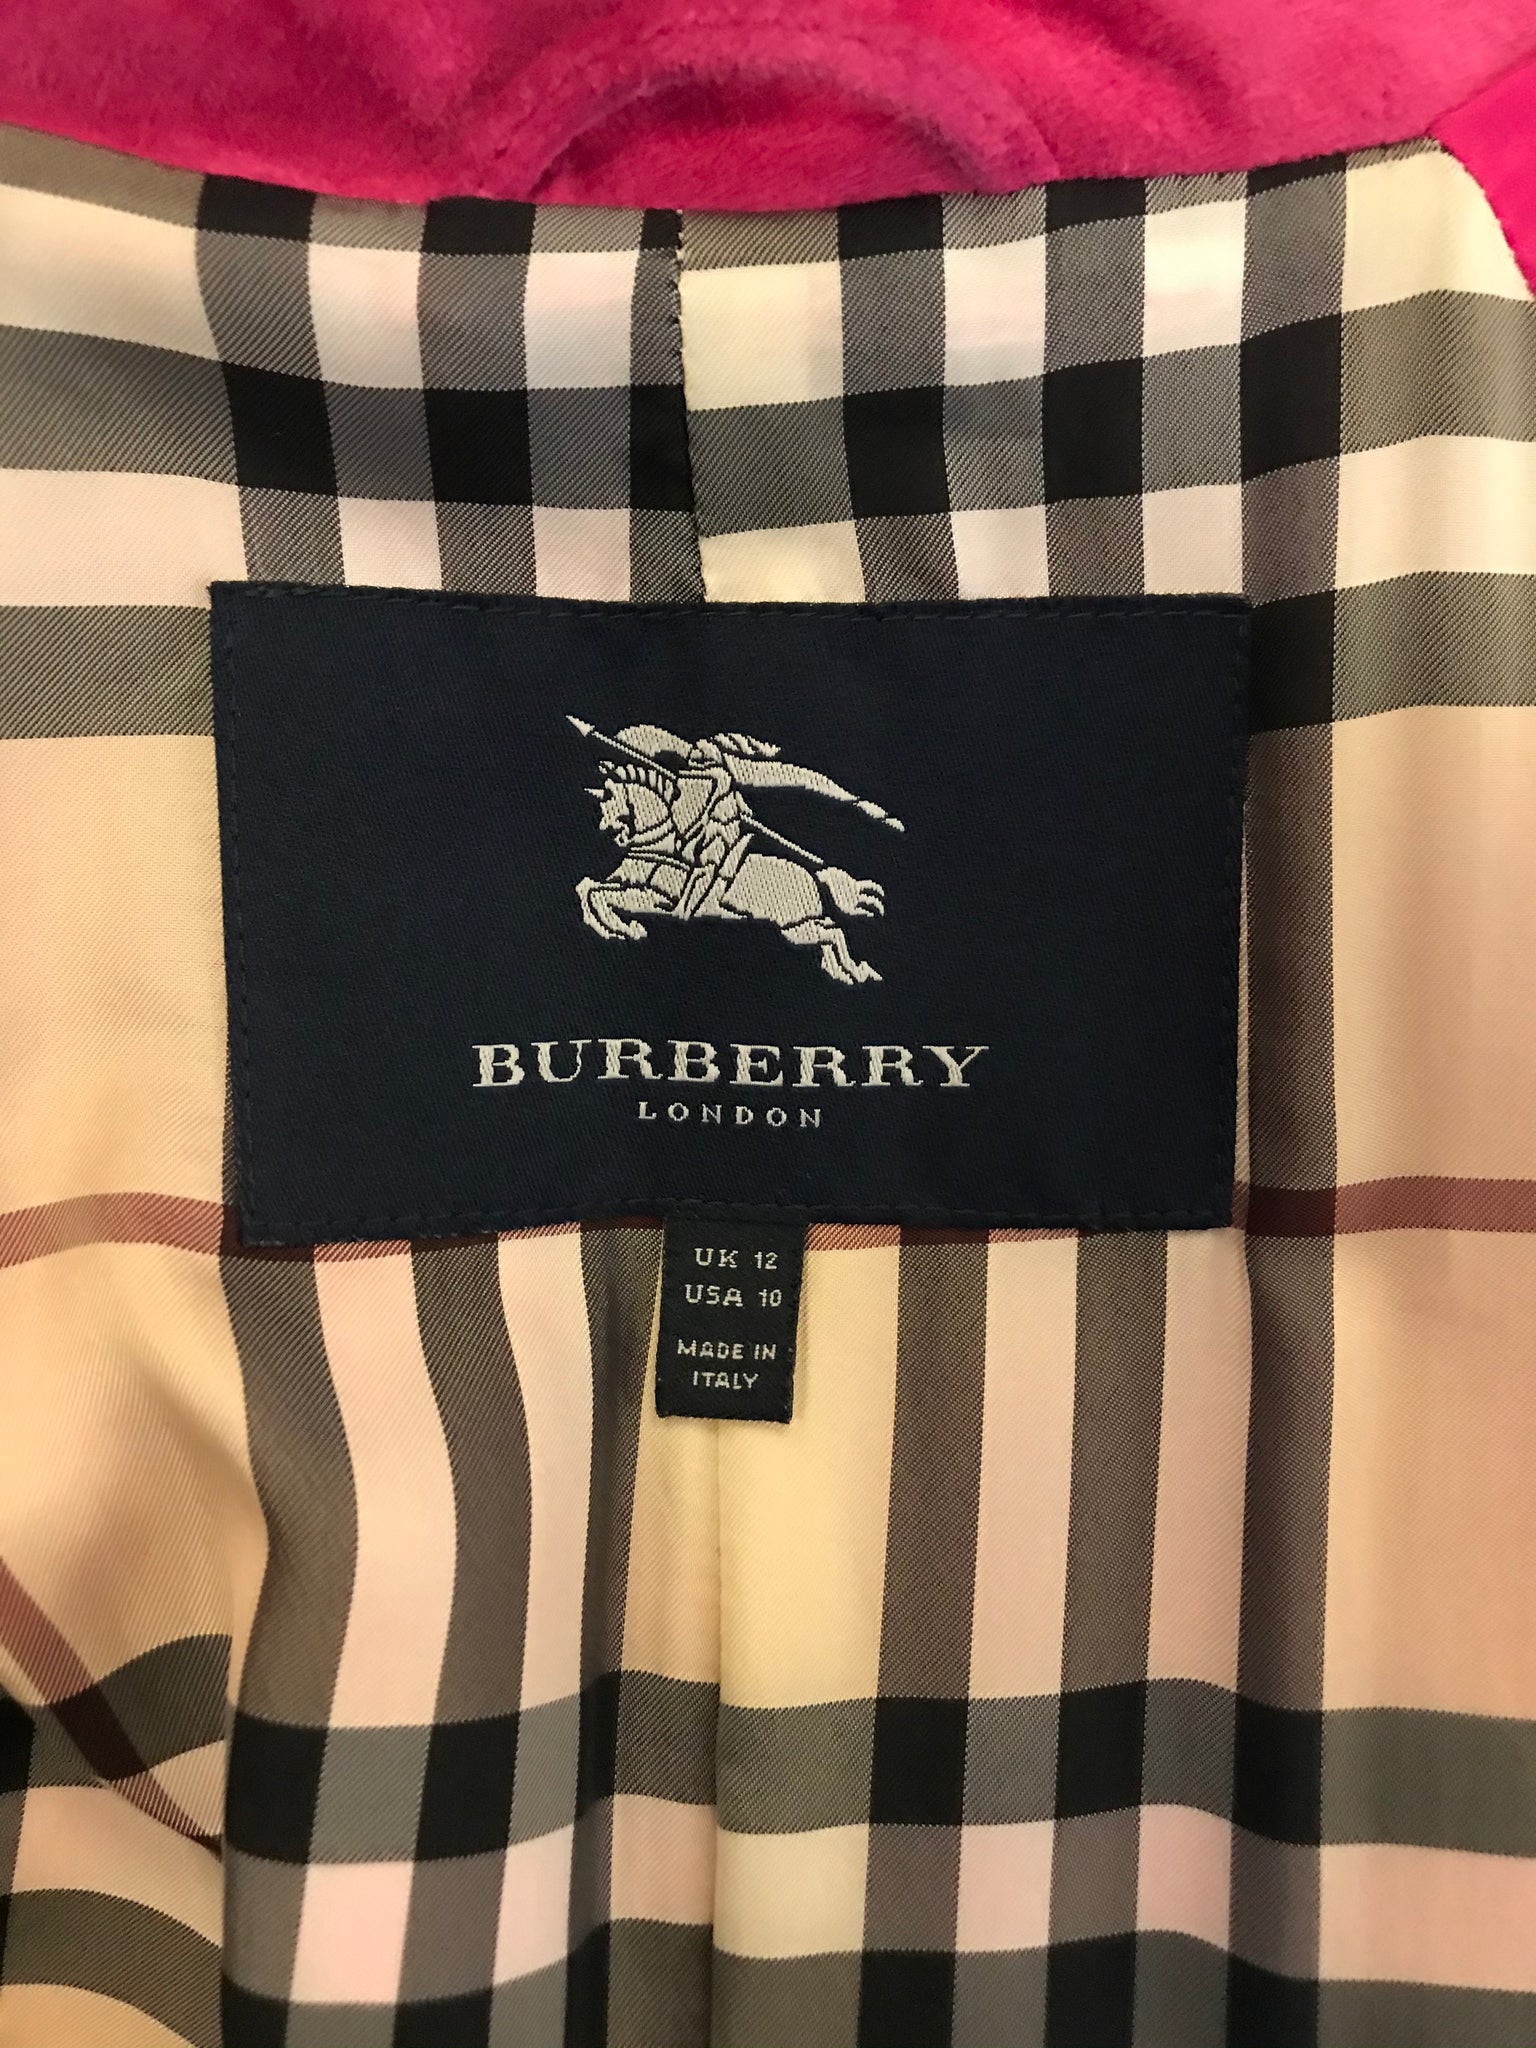 BURBERRY
LONDON
UK 12
USA 10
MADE IN
ITALY